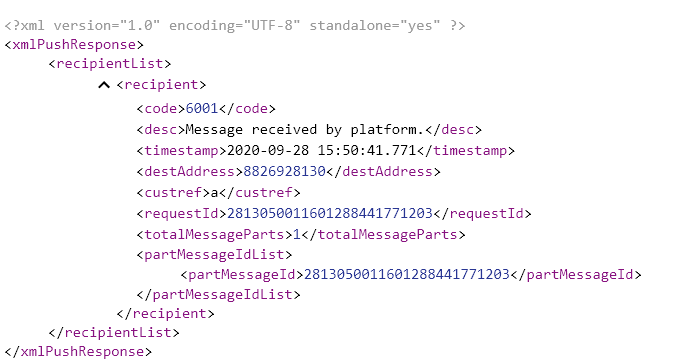 <?xml version="1.0" encoding="UTF-8" standalone="yes" ?>
<xmlPushResponse>
<recipientList>
<recipient>
<code>6001</code>
<desc>Message received by platform.</desc>
<timestamp>2020-09-28 15:50:41.771</timestamp>
<destAddress>8826928130</destAddress>
<custref>a</custref>
<requestId>2813050011601288441771203</requestId>
<totalMessageParts>1</totalMessageParts>
<partMessageIdList>
<partMessageId>2813050011601288441771203</partMessageId>
</partMessageIdList>
</recipient>
</recipientList>
</xmlPushResponse>